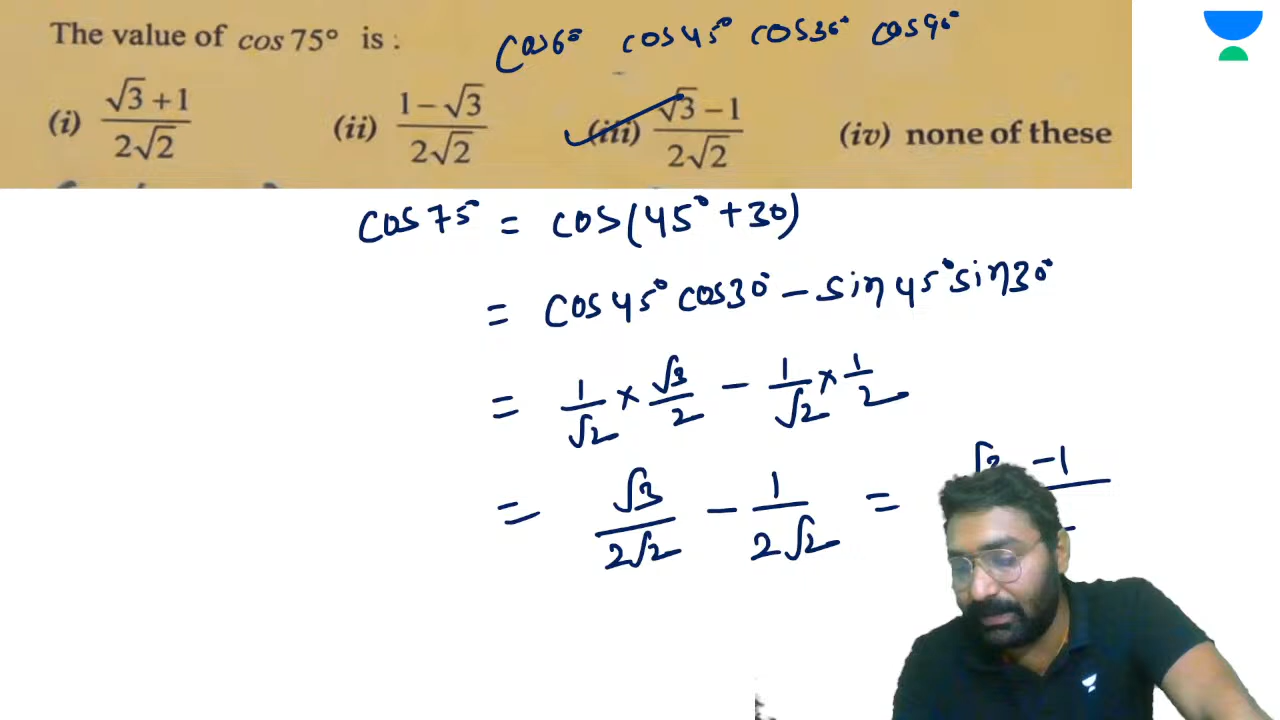 The value of cos 75° is : cos60° cos45° cos30° cos90°
(i) √3 + 1 / 2√2 (ii) 1 − √3 / 2√2 (iii) √3 − 1 / 2√2 (iv) none of these
cos75° = cos(45° + 30)
= cos45° cos30° − sin45° sin30°
= 1/√2 × √3/2 − 1/√2 × 1/2
= √3/2√2 − 1/2√2 = √3 − 1